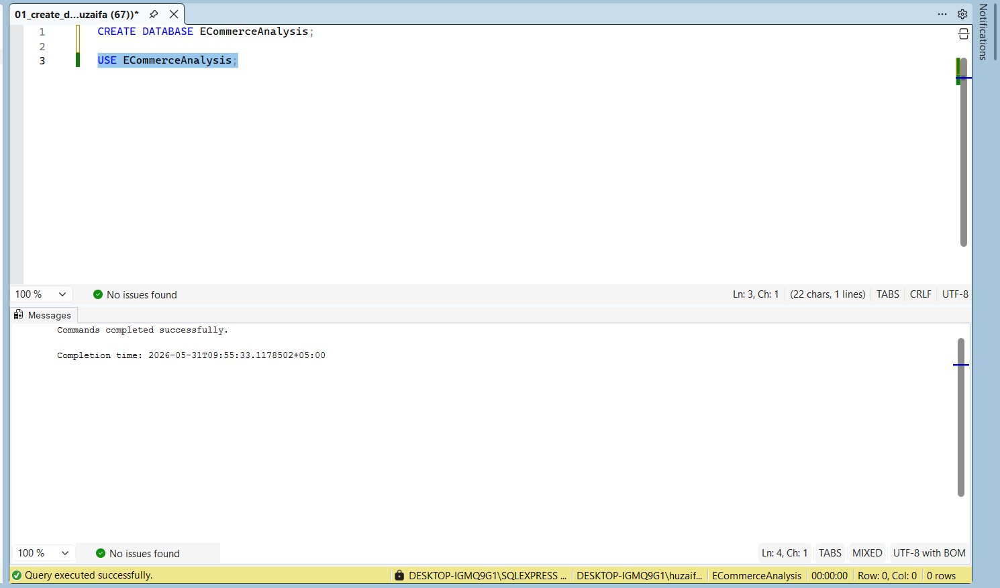 01_create_d...uzaifa (67))*
Notifications
1 CREATE DATABASE ECommerceAnalysis;
2
3 USE ECommerceAnalysis;
100 % No issues found Ln: 3, Ch: 1 (22 chars, 1 lines) TABS CRLF UTF-8
Messages
Commands completed successfully.
Completion time: 2026-05-31T09:55:33.1178502+05:00
100 % No issues found Ln: 4, Ch: 1 TABS MIXED UTF-8 with BOM
Query executed successfully. DESKTOP-IGMQ9G1\SQLEXPRESS ... DESKTOP-IGMQ9G1\huzaif... ECommerceAnalysis 00:00:00 Row: 0, Col: 0 0 rows